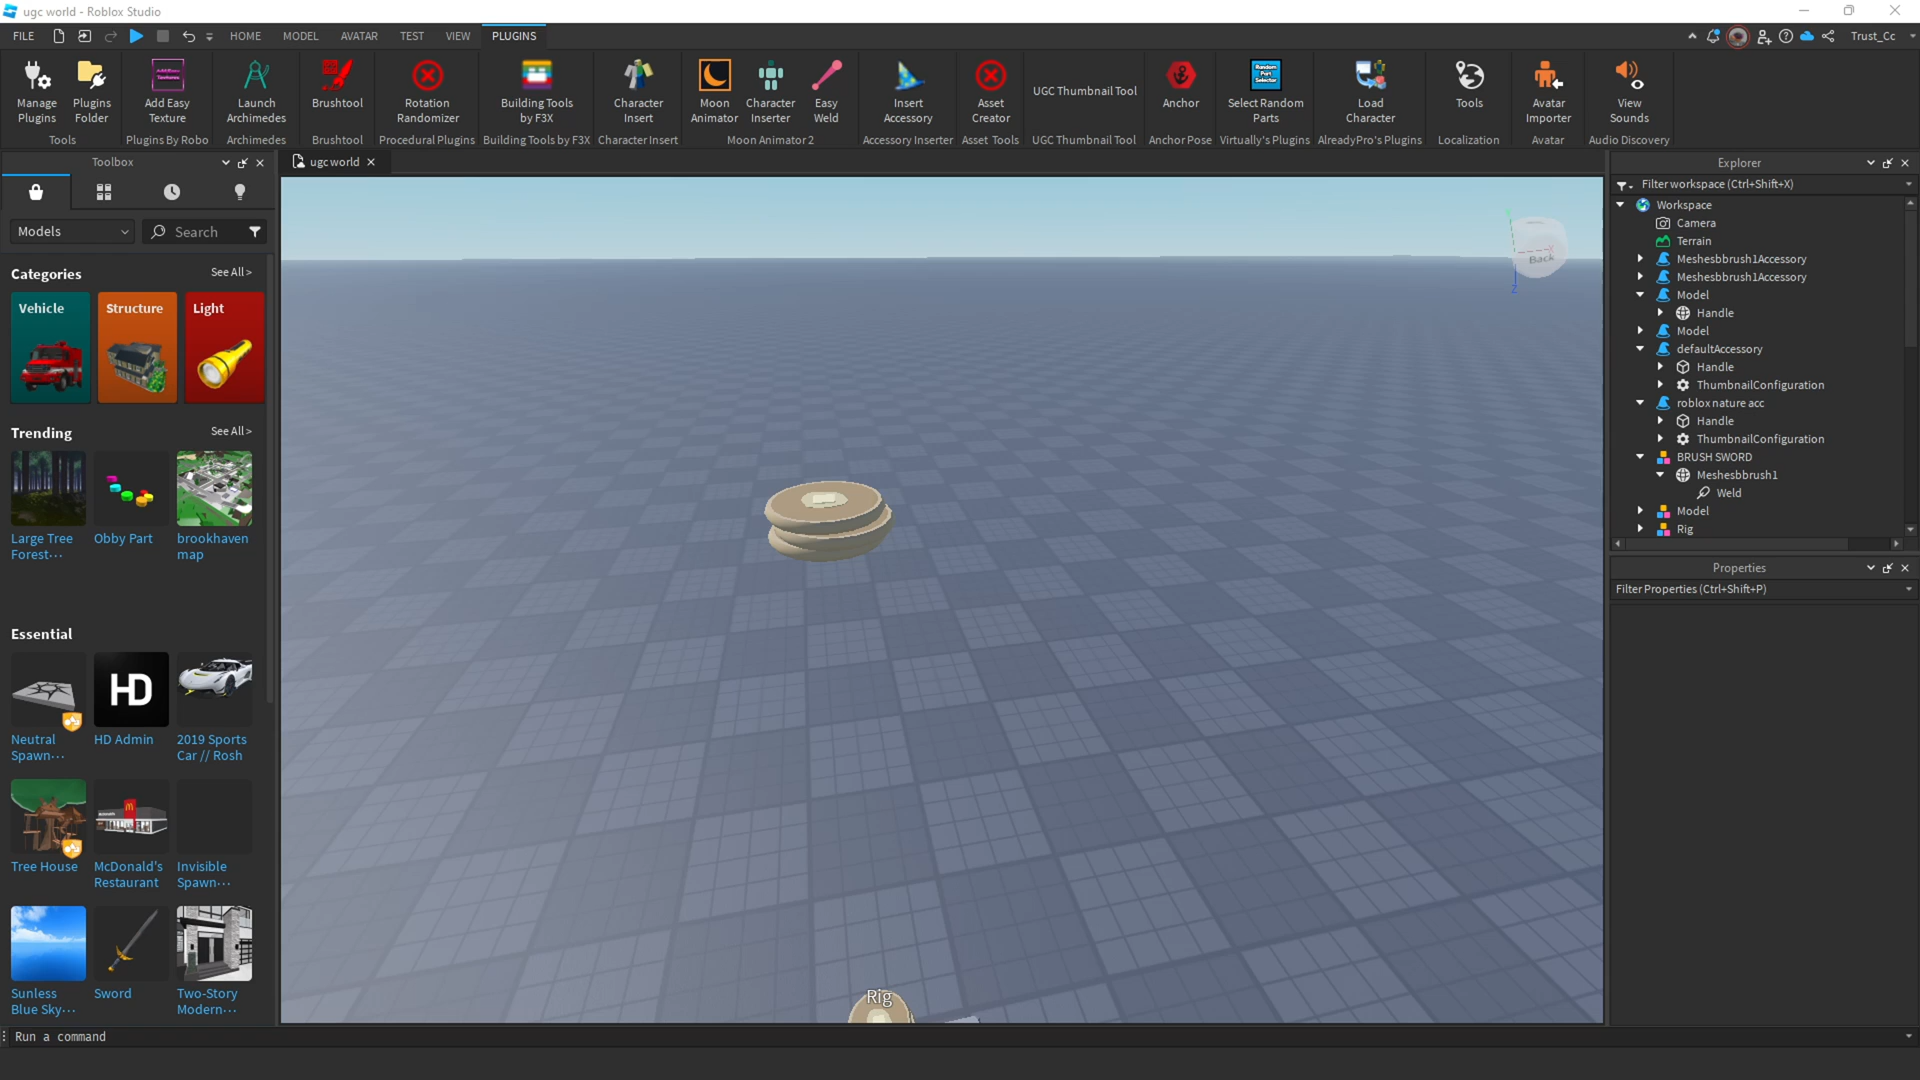 ugc world - Roblox Studio
FILE
HOME
MODEL
AVATAR
TEST
VIEW
PLUGINS
Trust_Cc
Manage Plugins
Plugins Folder
Tools
Add Easy Texture
Plugins By Robo
Launch Archimedes
Archimedes
Brushtool
Brushtool
Rotation Randomizer
Procedural Plugins
Building Tools by F3X
Building Tools by F3X
Character Insert
Character Insert
Moon Animator
Character Inserter
Easy Weld
Moon Animator 2
Insert Accessory
Accessory Inserter
Asset Creator
Asset Tools
UGC Thumbnail Tool
UGC Thumbnail Tool
Anchor
Anchor Pose
Random Part Selector
Select Random Parts
Virtually's Plugins
Load Character
AlreadyPro's Plugins
Tools
Localization
Avatar Importer
Avatar
View Sounds
Audio Discovery
Toolbox
Models
Search
Categories
See All >
Vehicle
Structure
Light
Trending
See All >
Large Tree Forest...
Obby Part
brookhaven map
Essential
HD
Neutral Spawn...
HD Admin
2019 Sports Car // Rosh
Tree House
McDonald's Restaurant
Invisible Spawn...
Sunless Blue Sky...
Sword
Two-Story Modern...
ugc world
Back
Z
Rig
Explorer
Filter workspace (Ctrl+Shift+X)
Workspace
Camera
Terrain
Meshesbbrush1Accessory
Meshesbbrush1Accessory
Model
Handle
Model
defaultAccessory
Handle
ThumbnailConfiguration
roblox nature acc
Handle
ThumbnailConfiguration
BRUSH SWORD
Meshesbbrush1
Weld
Model
Rig
Properties
Filter Properties (Ctrl+Shift+P)
Run a command